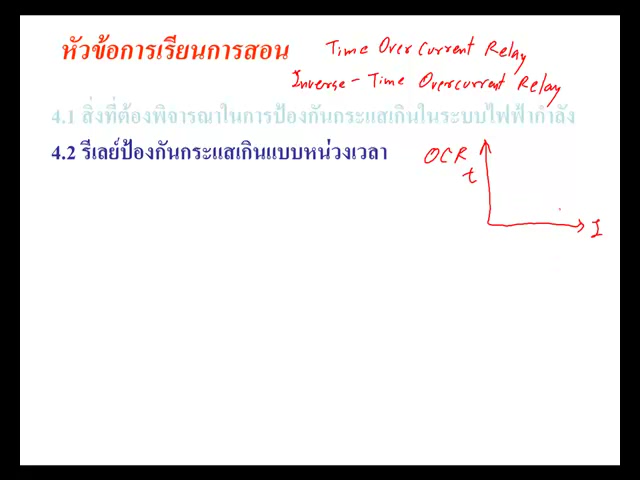 หัวข้อการเรียนการสอน Time Over Current Relay
Inverse - Time Overcurrent Relay
4.1 สิ่งที่ต้องพิจารณาในการป้องกันกระแสเกินในระบบไฟฟ้ากำลัง
4.2 รีเลย์ป้องกันกระแสเกินแบบหน่วงเวลา OCR
t
I